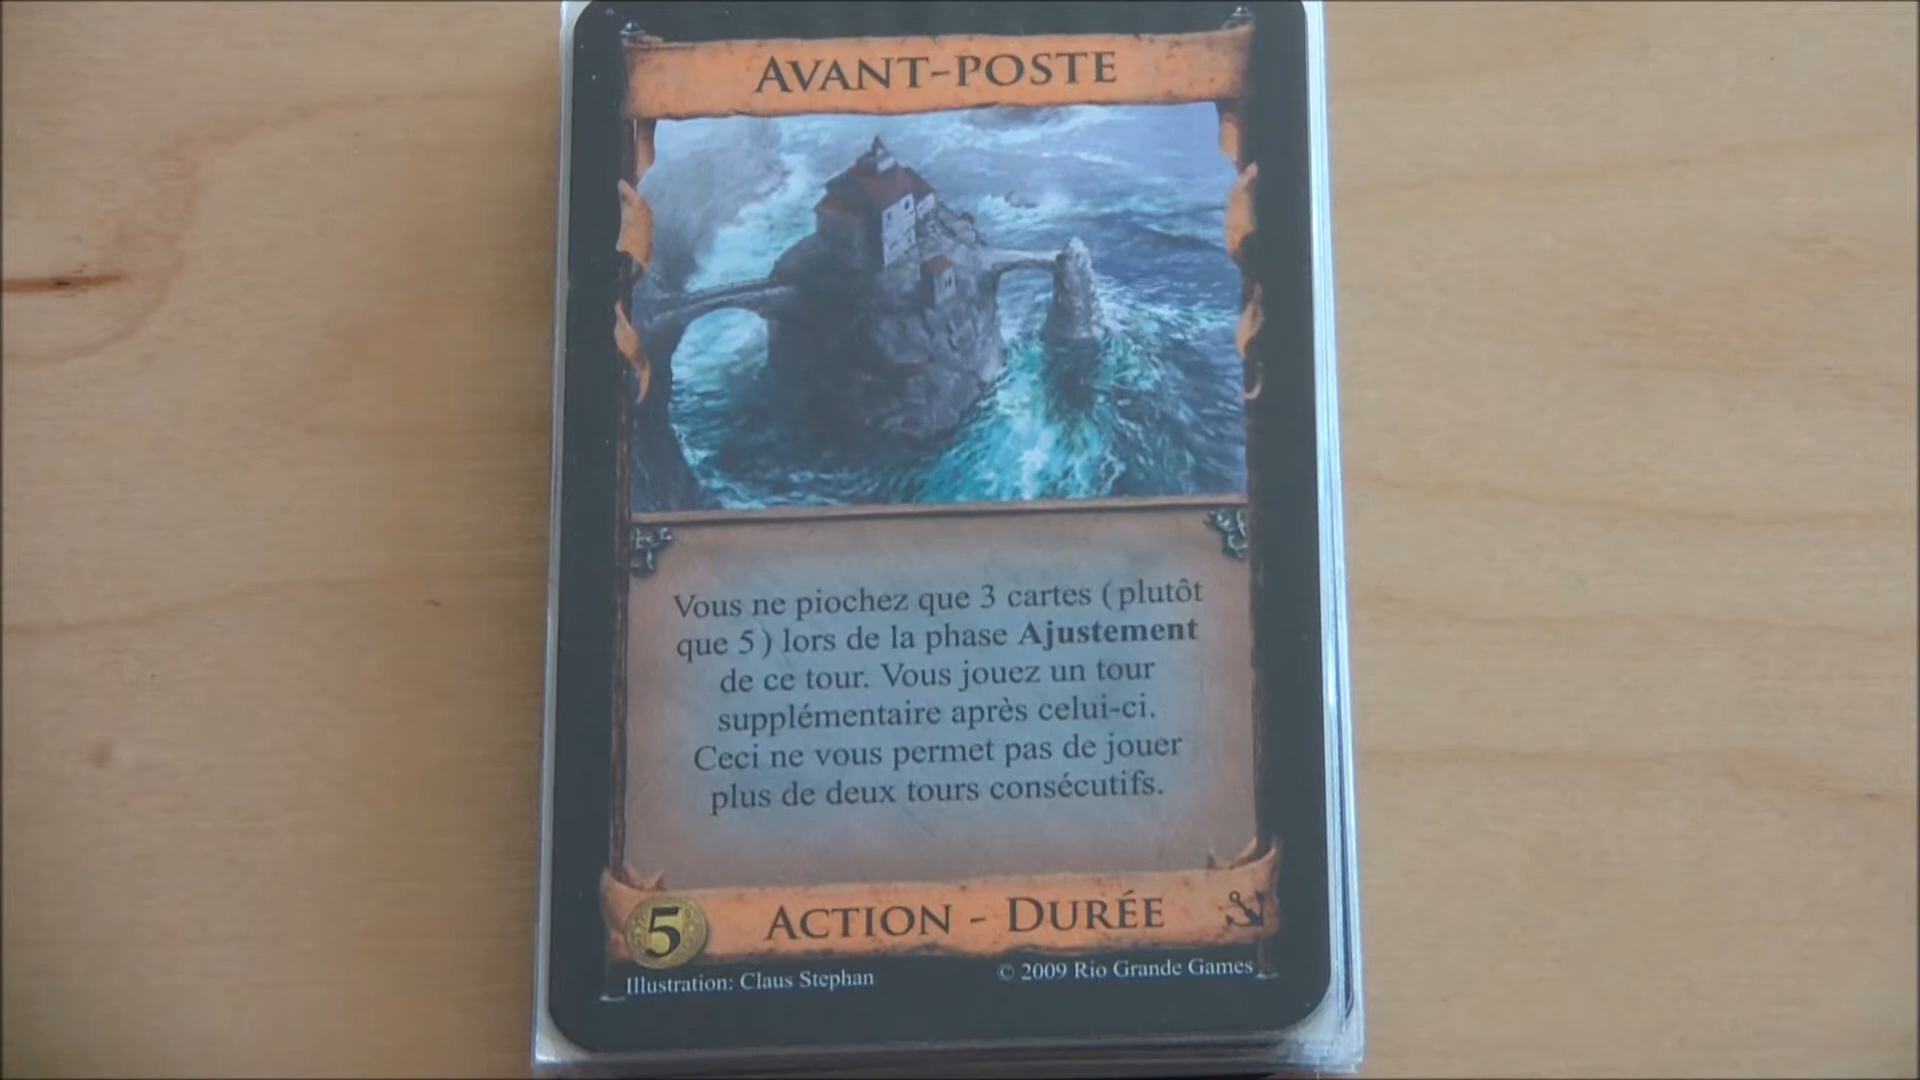 AVANT-POSTE
Vous ne piochez que 3 cartes (plutôt
que 5) lors de la phase Ajustement
de ce tour. Vous jouez un tour
supplémentaire après celui-ci.
Ceci ne vous permet pas de jouer
plus de deux tours consécutifs.
5 ACTION - DURÉE
Illustration: Claus Stephan © 2009 Rio Grande Games